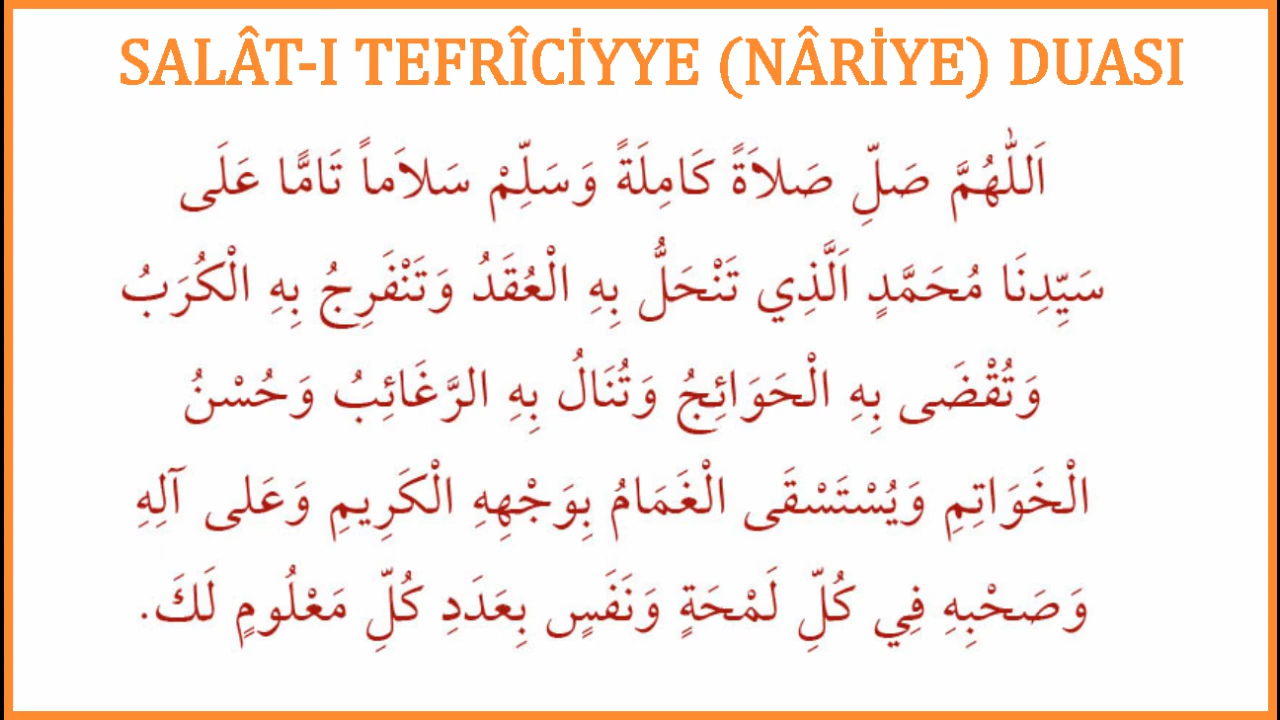 SALÂT-I TEFRÎCİYYE (NÂRİYE) DUASI
اَللّٰهُمَّ صَلِّ صَلاَةً كَامِلَةً وَسَلِّمْ سَلاَماً تَامًّا عَلَى
سَيِّدِنَا مُحَمَّدٍ اَلَّذِي تَنْحَلُّ بِهِ الْعُقَدُ وَتَنْفَرِجُ بِهِ الْكُرَبُ
وَتُقْضَى بِهِ الْحَوَائِجُ وَتُنَالُ بِهِ الرَّغَائِبُ وَحُسْنُ
الْخَوَاتِمِ وَيُسْتَسْقَى الْغَمَامُ بِوَجْهِهِ الْكَرِيمِ وَعَلى آلِهِ
وَصَحْبِهِ فِي كُلِّ لَمْحَةٍ وَنَفَسٍ بِعَدَدِ كُلِّ مَعْلُومٍ لَكَ.